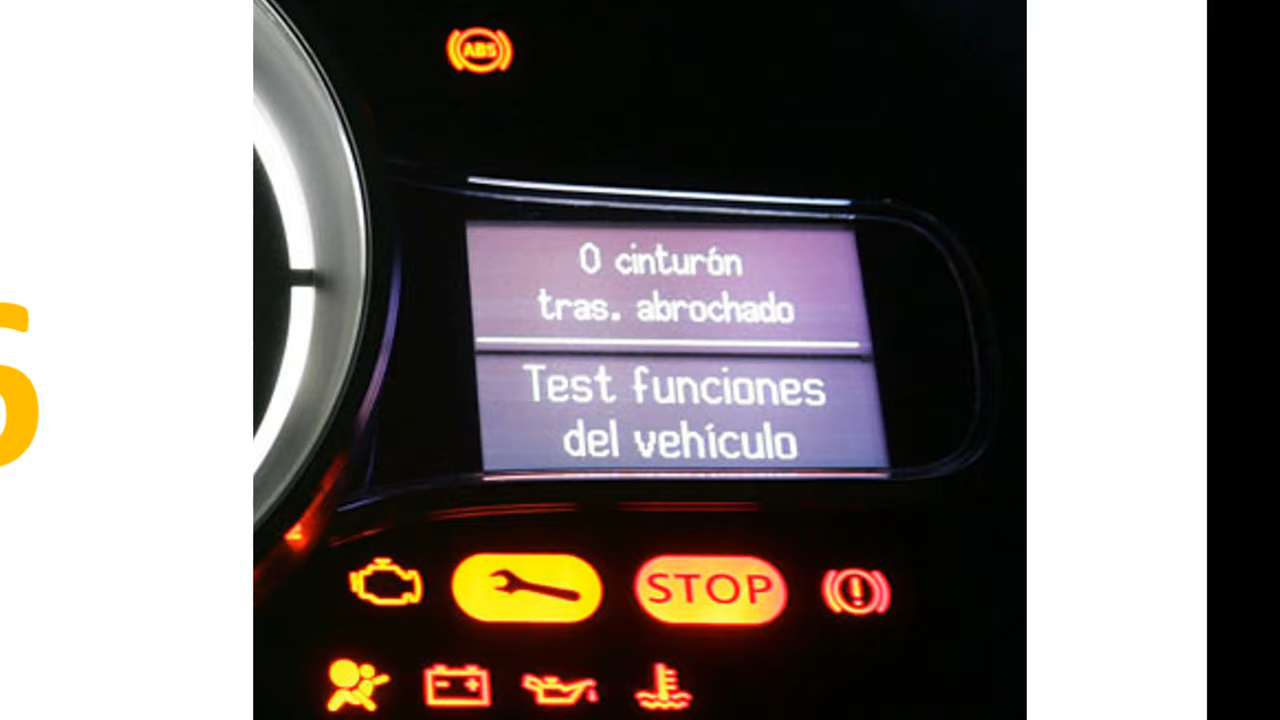 ABS
0 cinturón
tras. abrochado
Test funciones
del vehículo
STOP